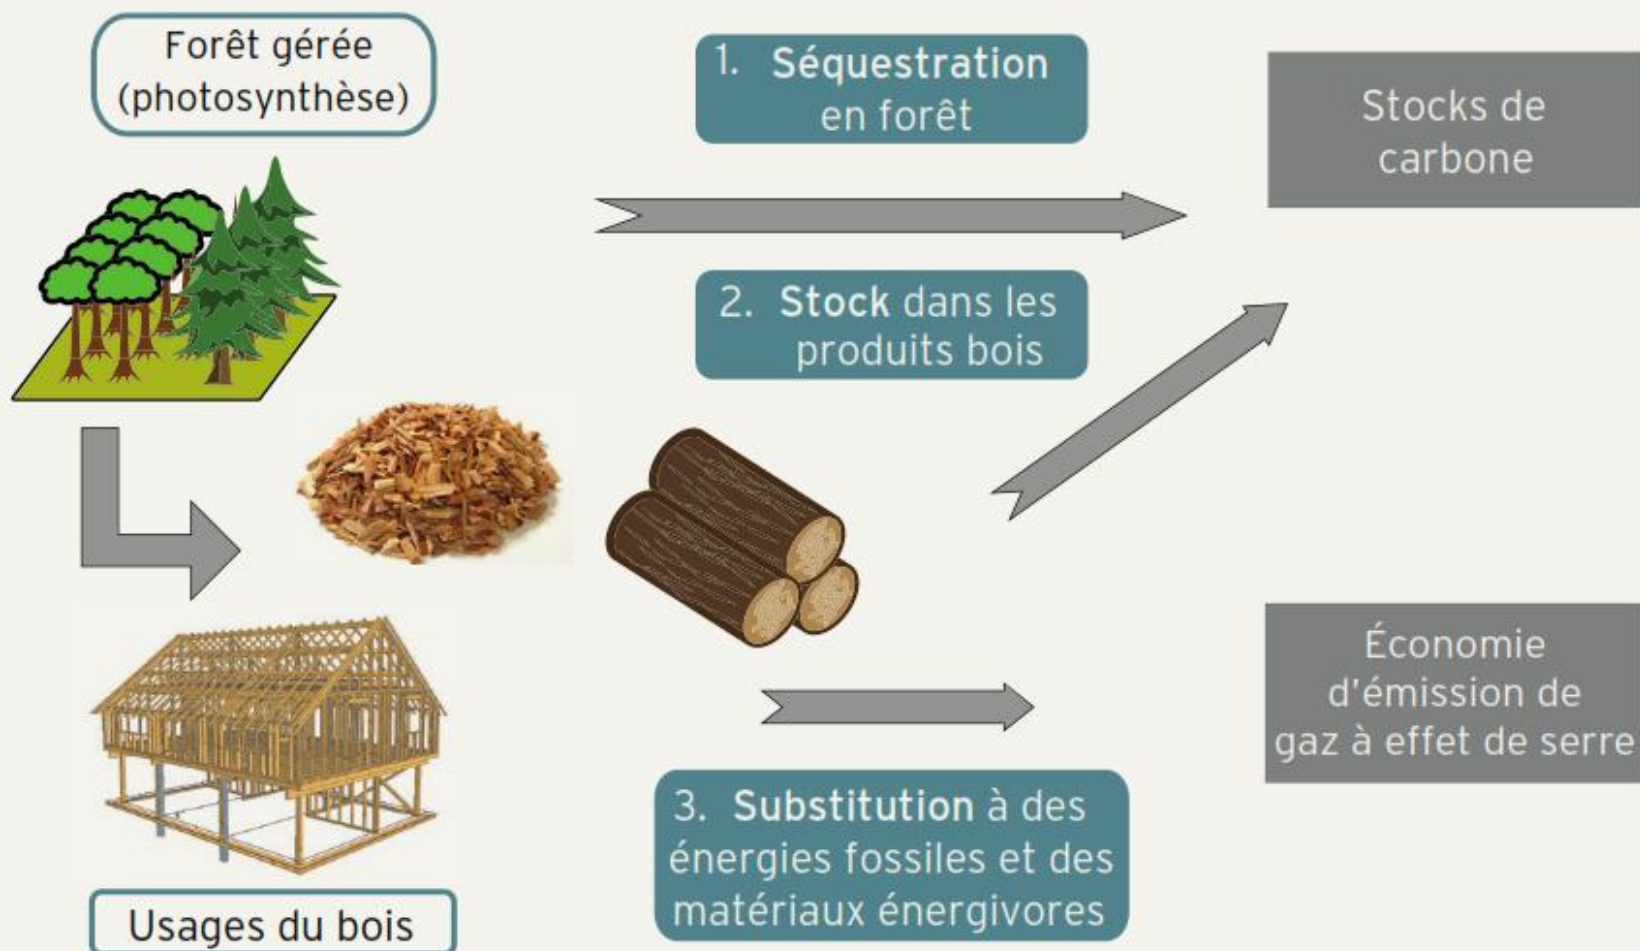 Forêt gérée
(photosynthèse)
1. Séquestration
en forêt
Stocks de
carbone
2. Stock dans les
produits bois
Économie
d'émission de
gaz à effet de serre
3. Substitution à des
énergies fossiles et des
matériaux énergivores
Usages du bois